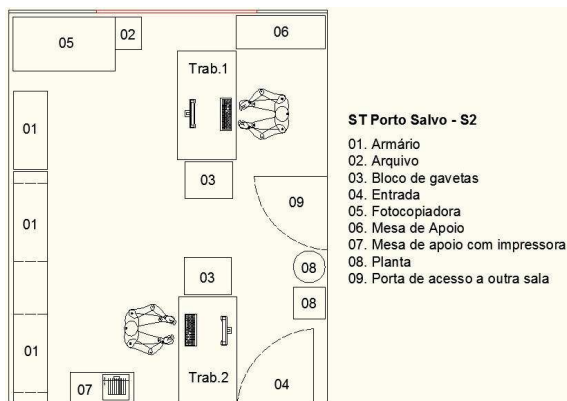 05
02
06
Trab.1
01
03
09
01
03
08
08
01
Trab.2
07
04
ST Porto Salvo - S2
01. Armário
02. Arquivo
03. Bloco de gavetas
04. Entrada
05. Fotocopiadora
06. Mesa de Apoio
07. Mesa de apoio com impressora
08. Planta
09. Porta de acesso a outra sala